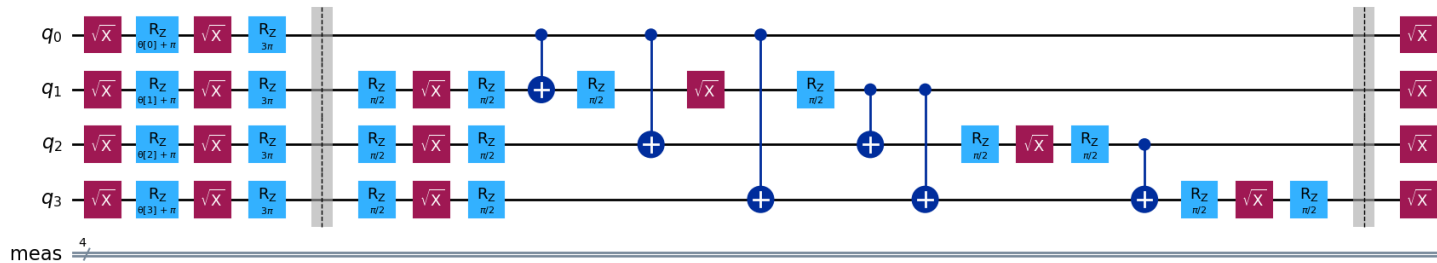 q0 √X RZ θ[0] + π √X RZ 3π √X
q1 √X RZ θ[1] + π √X RZ 3π RZ π/2 √X RZ π/2 RZ π/2 √X RZ π/2 √X
q2 √X RZ θ[2] + π √X RZ 3π RZ π/2 √X RZ π/2 RZ π/2 √X RZ π/2 √X
q3 √X RZ θ[3] + π √X RZ 3π RZ π/2 √X RZ π/2 RZ π/2 √X RZ π/2 √X
meas 4